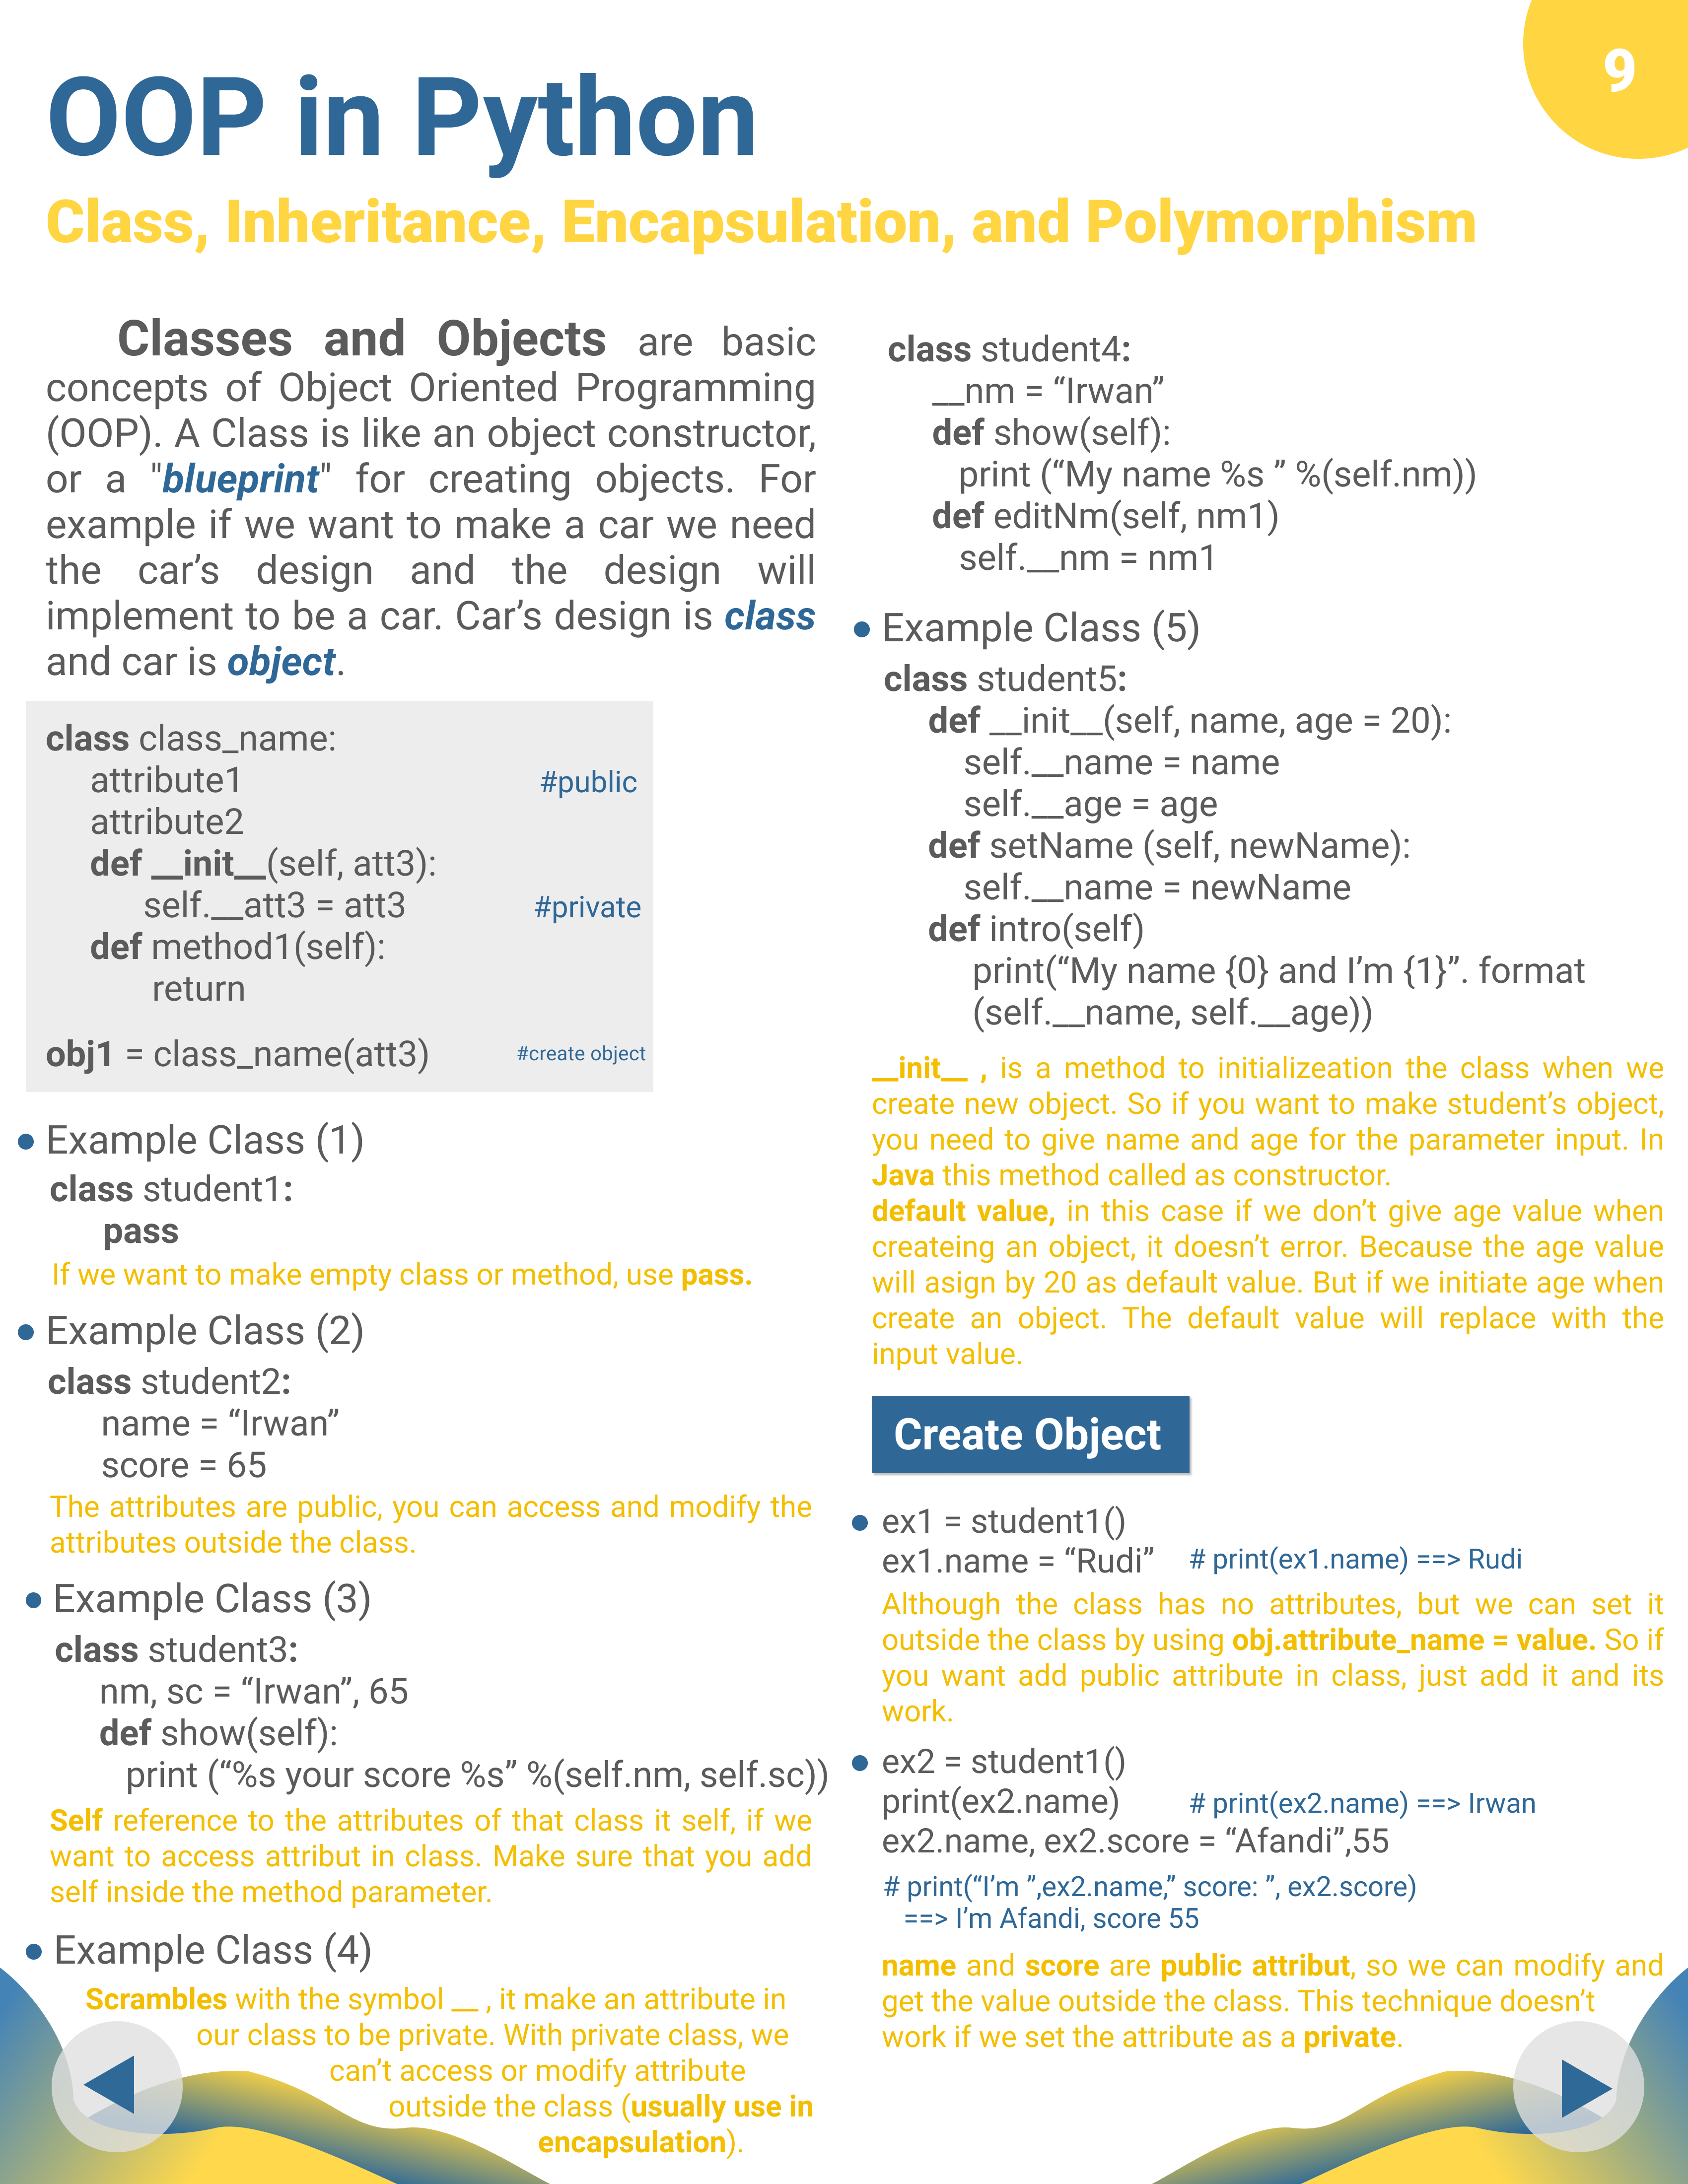 9
OOP in Python
Class, Inheritance, Encapsulation, and Polymorphism
Classes and Objects are basic
concepts of Object Oriented Programming
(OOP). A Class is like an object constructor,
or a "blueprint" for creating objects. For
example if we want to make a car we need
the car’s design and the design will
implement to be a car. Car’s design is class
and car is object.
class class_name:
attribute1 #public
attribute2
def __init__(self, att3):
self.__att3 = att3 #private
def method1(self):
return
obj1 = class_name(att3) #create object
• Example Class (1)
class student1:
pass
If we want to make empty class or method, use pass.
• Example Class (2)
class student2:
name = “Irwan”
score = 65
The attributes are public, you can access and modify the
attributes outside the class.
• Example Class (3)
class student3:
nm, sc = “Irwan”, 65
def show(self):
print (“%s your score %s” %(self.nm, self.sc))
Self reference to the attributes of that class it self, if we
want to access attribut in class. Make sure that you add
self inside the method parameter.
• Example Class (4)
Scrambles with the symbol __ , it make an attribute in
our class to be private. With private class, we
can’t access or modify attribute
outside the class (usually use in
encapsulation).
class student4:
__nm = “Irwan”
def show(self):
print (“My name %s ” %(self.nm))
def editNm(self, nm1)
self.__nm = nm1
• Example Class (5)
class student5:
def __init__(self, name, age = 20):
self.__name = name
self.__age = age
def setName (self, newName):
self.__name = newName
def intro(self)
print(“My name {0} and I’m {1}”. format
(self.__name, self.__age))
__init__ , is a method to initializeation the class when we
create new object. So if you want to make student’s object,
you need to give name and age for the parameter input. In
Java this method called as constructor.
default value, in this case if we don’t give age value when
createing an object, it doesn’t error. Because the age value
will asign by 20 as default value. But if we initiate age when
create an object. The default value will replace with the
input value.
Create Object
• ex1 = student1()
ex1.name = “Rudi” # print(ex1.name) ==> Rudi
Although the class has no attributes, but we can set it
outside the class by using obj.attribute_name = value. So if
you want add public attribute in class, just add it and its
work.
• ex2 = student1()
print(ex2.name) # print(ex2.name) ==> Irwan
ex2.name, ex2.score = “Afandi”,55
# print(“I’m ”,ex2.name,” score: ”, ex2.score)
==> I’m Afandi, score 55
name and score are public attribut, so we can modify and
get the value outside the class. This technique doesn’t
work if we set the attribute as a private.